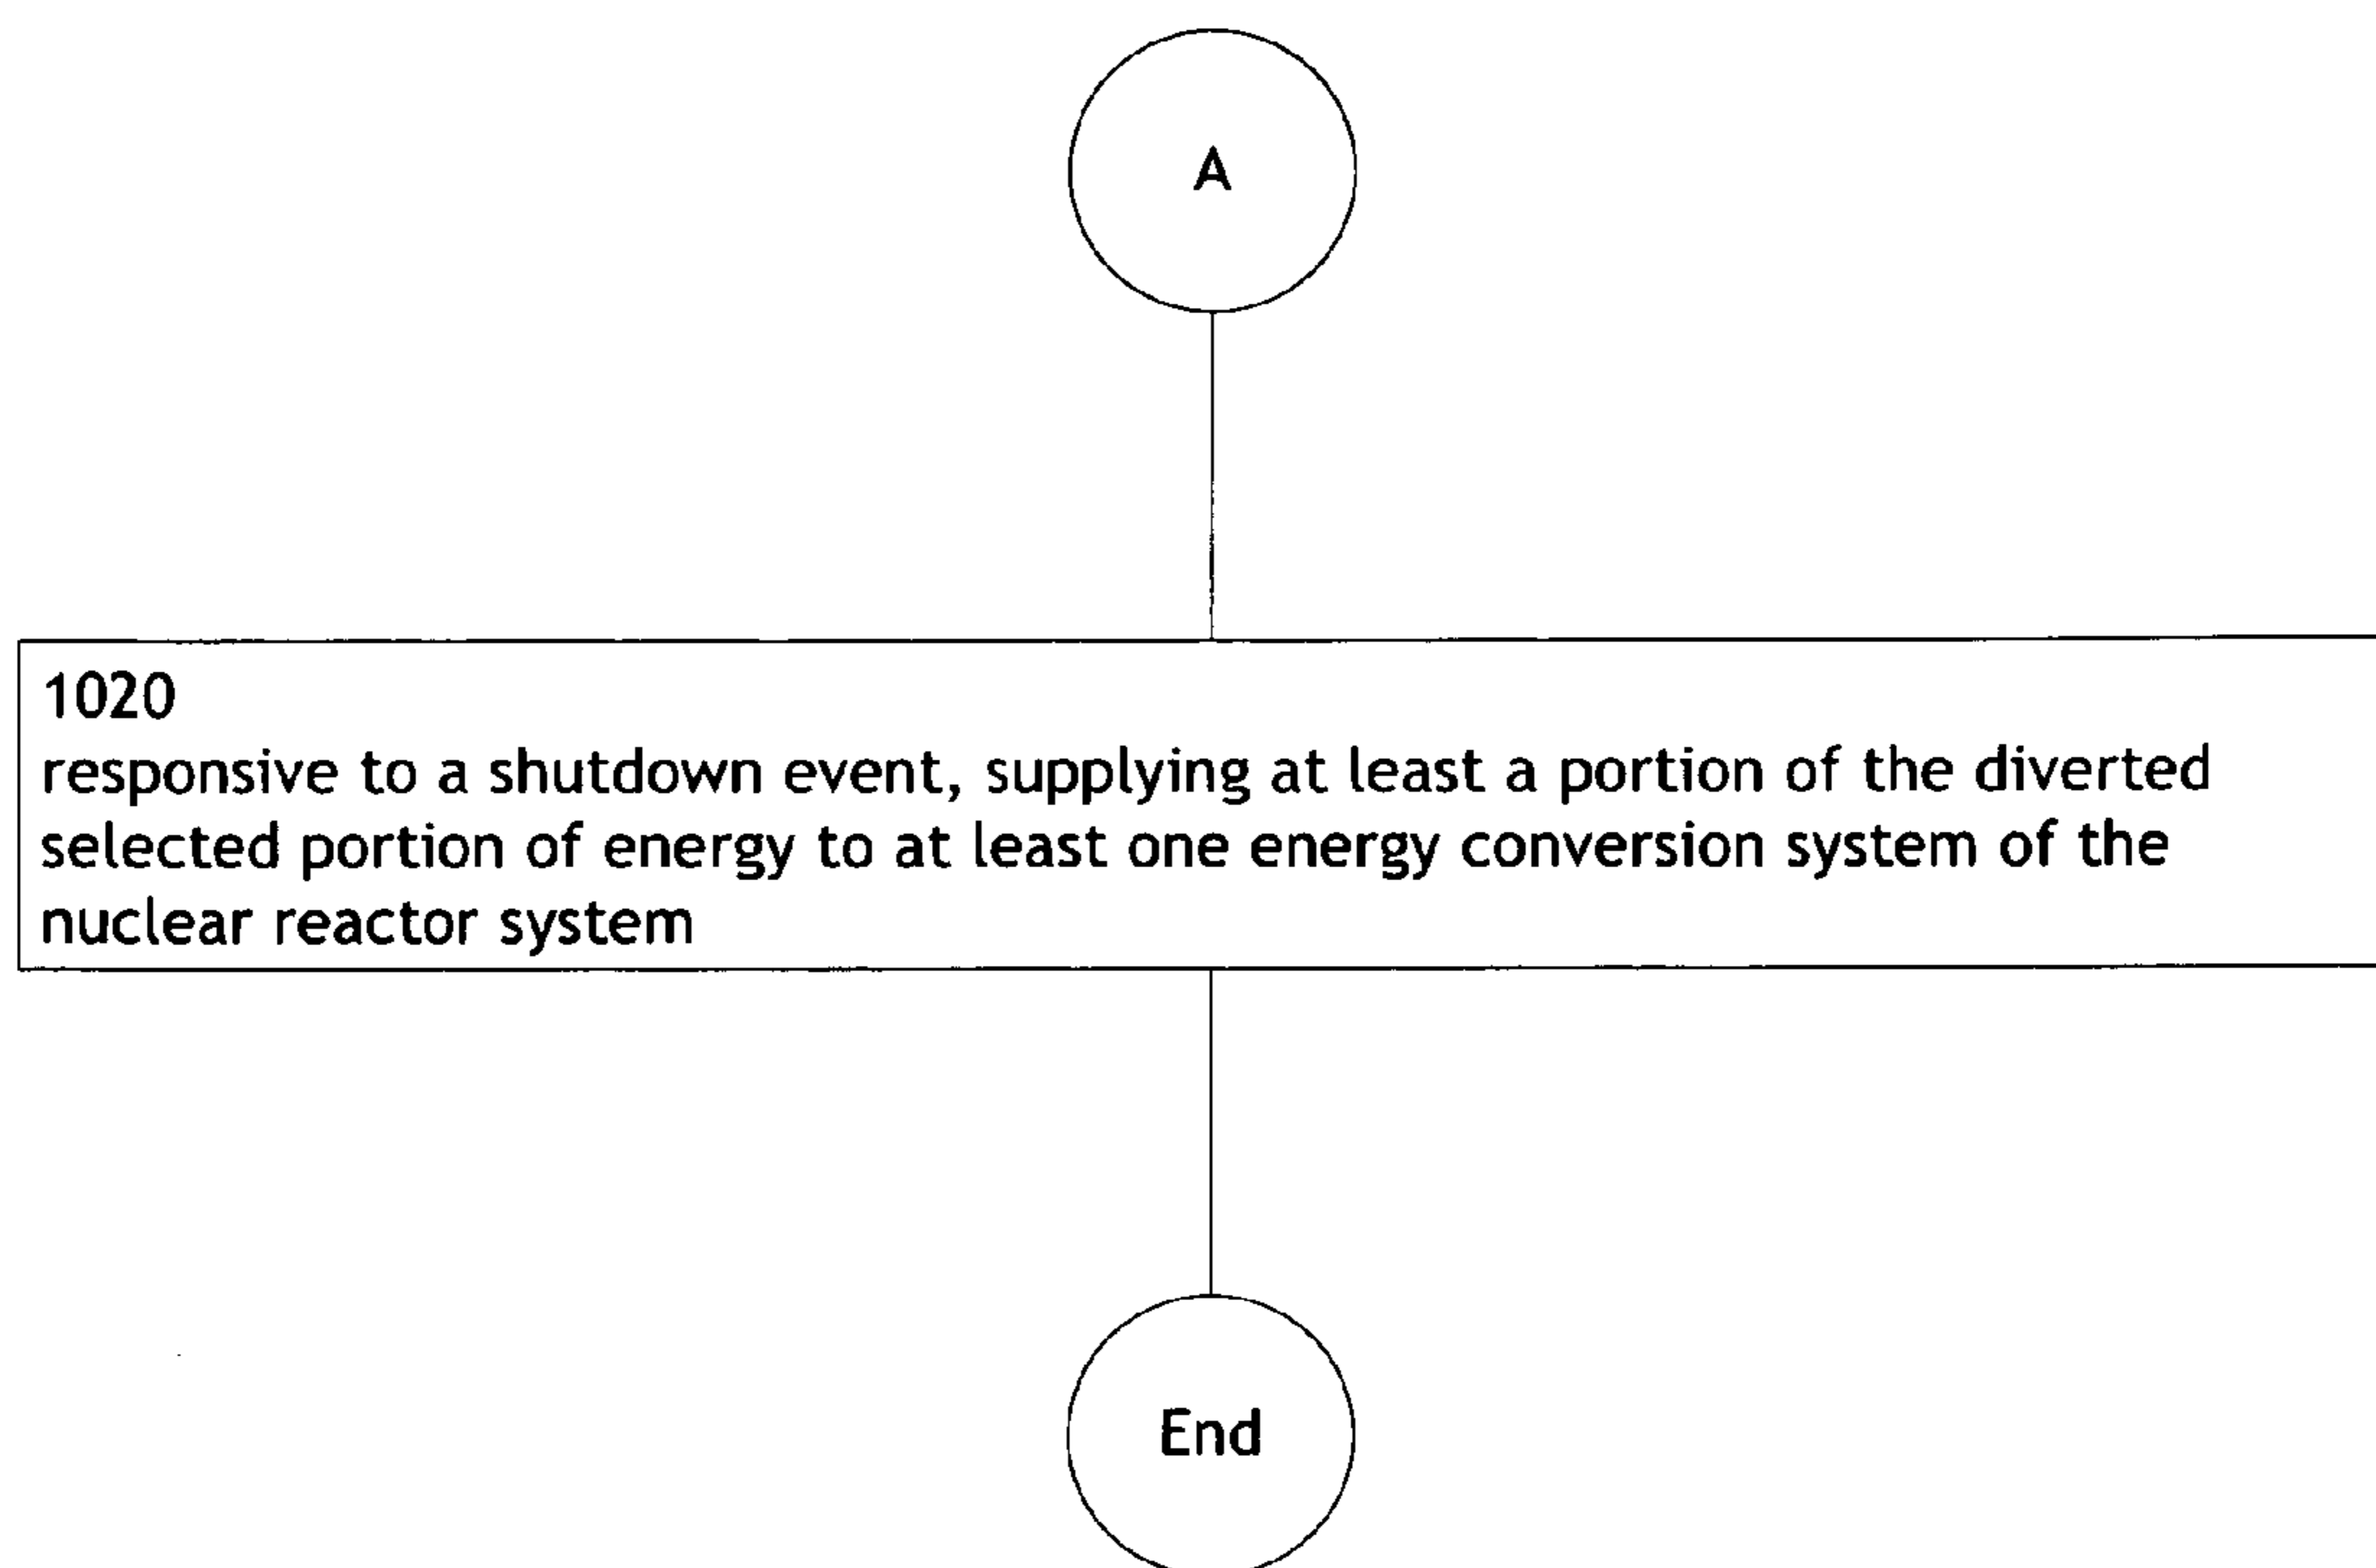 A
1020
responsive to a shutdown event, supplying at least a portion of the diverted
selected portion of energy to at least one energy conversion system of the
nuclear reactor system
End